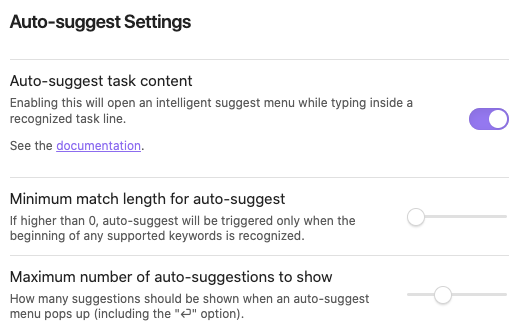 Auto-suggest Settings
Auto-suggest task content
Enabling this will open an intelligent suggest menu while typing inside a
recognized task line.
See the documentation.
Minimum match length for auto-suggest
If higher than 0, auto-suggest will be triggered only when the
beginning of any supported keywords is recognized.
Maximum number of auto-suggestions to show
How many suggestions should be shown when an auto-suggest
menu pops up (including the "⏎" option).